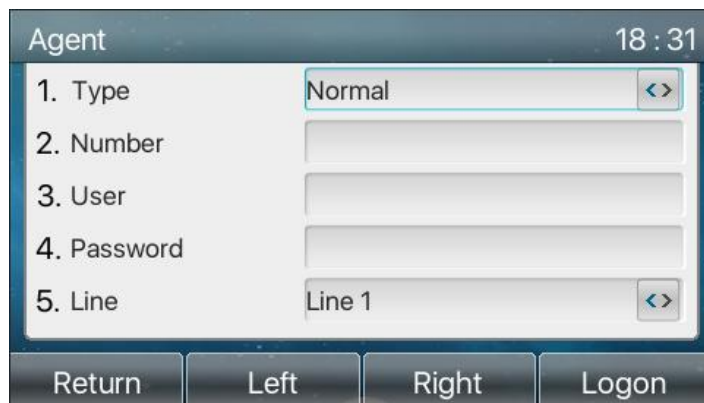 Agent 18 : 31
1. Type Normal <>
2. Number
3. User
4. Password
5. Line Line 1 <>
Return Left Right Logon